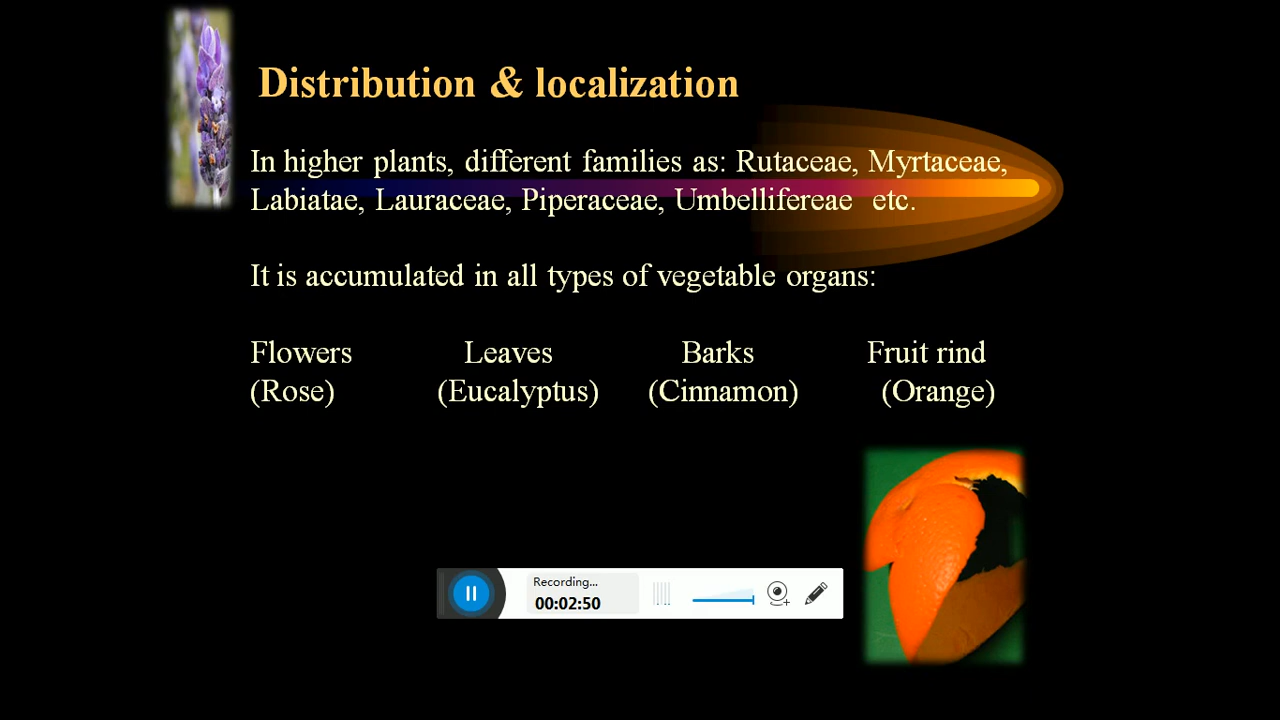 Distribution & localization
In higher plants, different families as: Rutaceae, Myrtaceae,
Labiatae, Lauraceae, Piperaceae, Umbellifereae etc.
It is accumulated in all types of vegetable organs:
Flowers Leaves Barks Fruit rind
(Rose) (Eucalyptus) (Cinnamon) (Orange)
Recording...
00:02:50